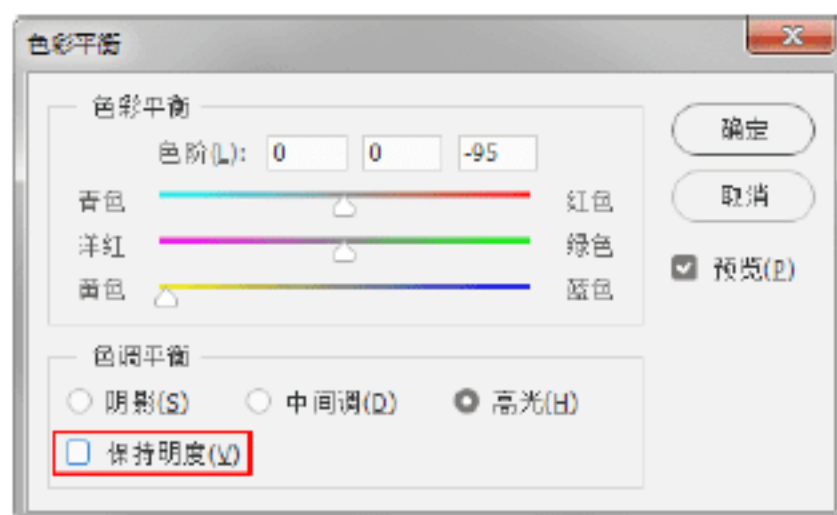 色彩平衡
色彩平衡
色阶(L): 0 0 -95
青色 红色
洋红 绿色
黄色 蓝色
色调平衡
阴影(S) 中间调(D) 高光(H)
保持明度(V)
确定
取消
预览(P)